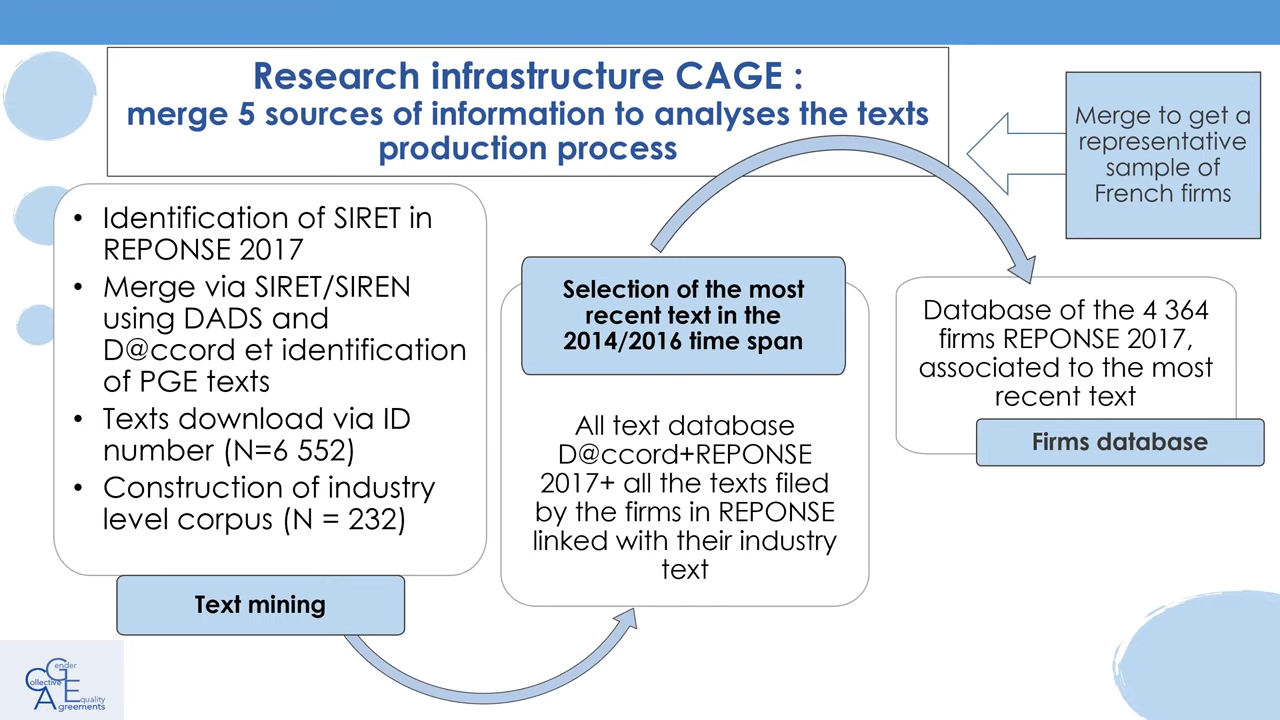 Research infrastructure CAGE :
merge 5 sources of information to analyses the texts
production process
Merge to get a
representative
sample of
French firms
• Identification of SIRET in
REPONSE 2017
• Merge via SIRET/SIREN
using DADS and
D@ccord et identification
of PGE texts
• Texts download via ID
number (N=6 552)
• Construction of industry
level corpus (N = 232)
Text mining
Selection of the most
recent text in the
2014/2016 time span
All text database
D@ccord+REPONSE
2017+ all the texts filed
by the firms in REPONSE
linked with their industry
text
Database of the 4 364
firms REPONSE 2017,
associated to the most
recent text
Firms database
Gender
Collective
Equality
Agreements